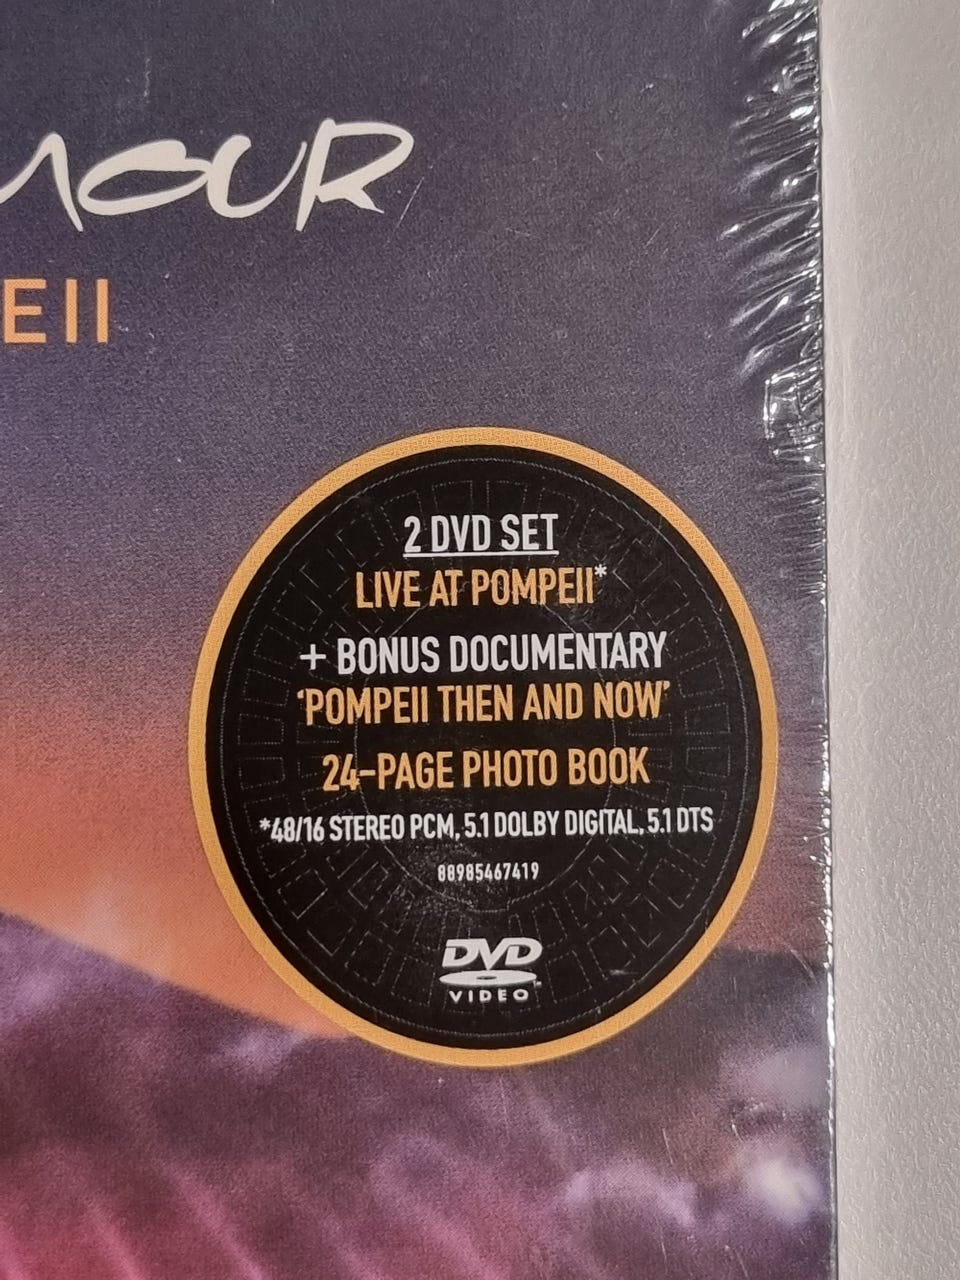 MOUR
EII
2 DVD SET
LIVE AT POMPEII*
+ BONUS DOCUMENTARY
'POMPEII THEN AND NOW'
24-PAGE PHOTO BOOK
*48/16 STEREO PCM, 5.1 DOLBY DIGITAL, 5.1 DTS
88985467419
DVD
VIDEO